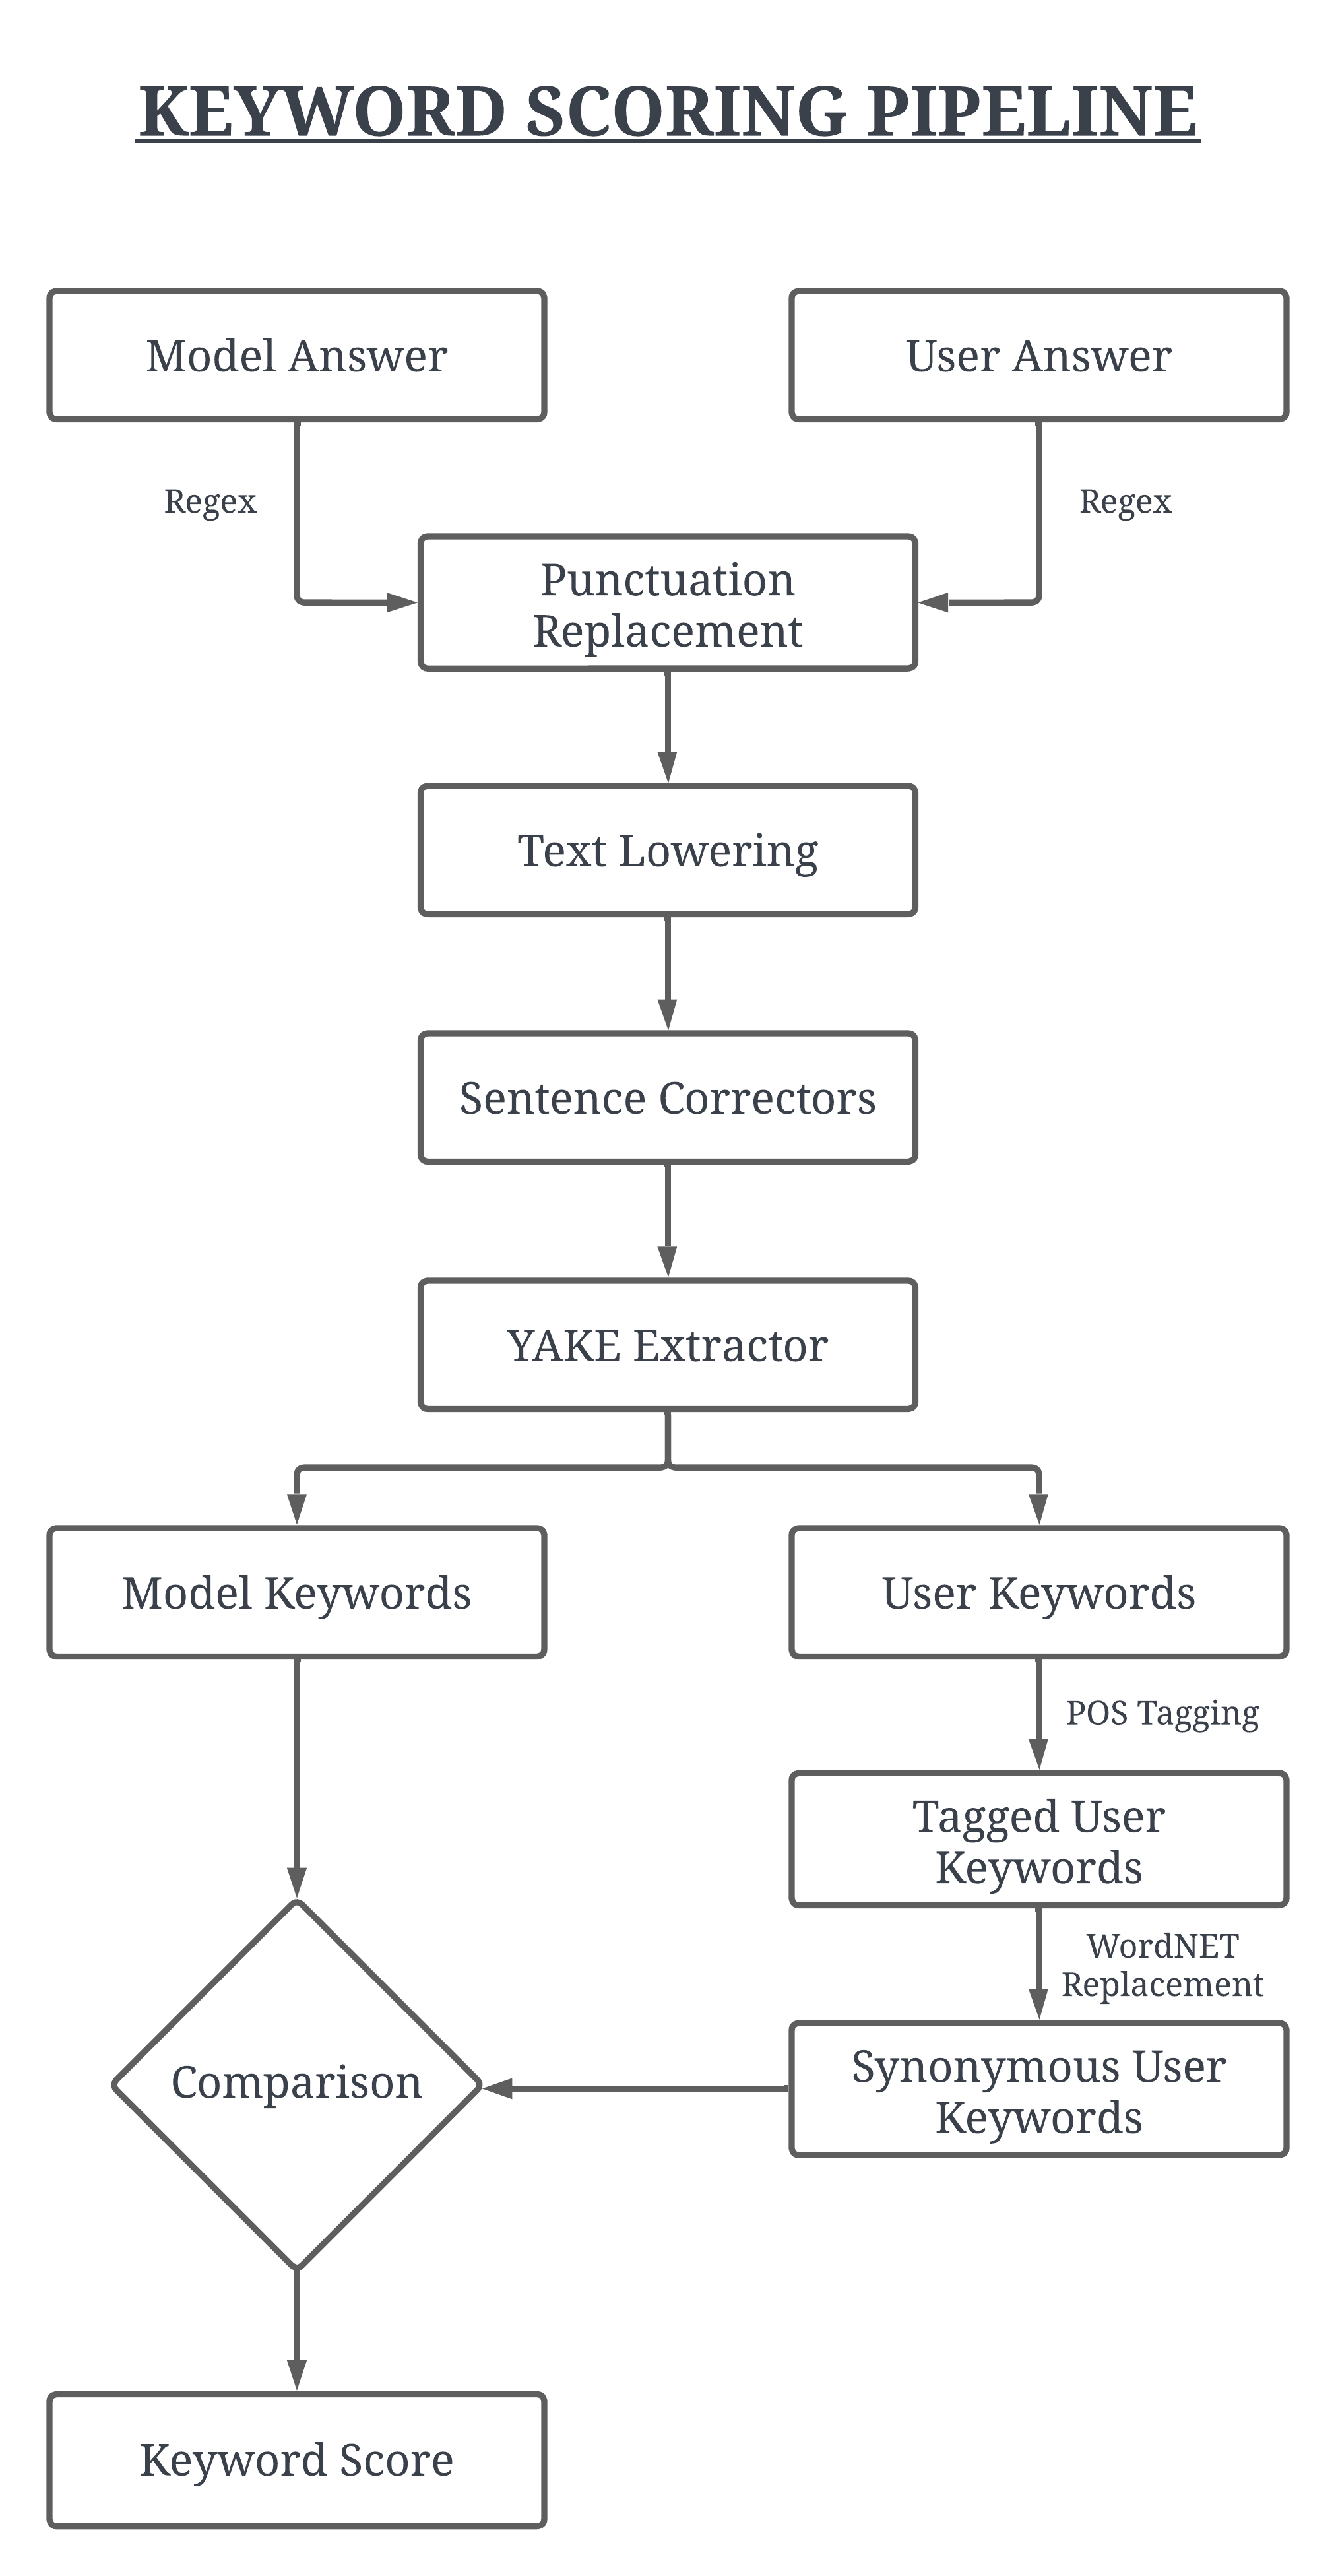 KEYWORD SCORING PIPELINE
Model Answer
User Answer
Regex
Regex
Punctuation
Replacement
Text Lowering
Sentence Correctors
YAKE Extractor
Model Keywords
User Keywords
POS Tagging
Tagged User
Keywords
WordNET
Replacement
Comparison
Synonymous User
Keywords
Keyword Score